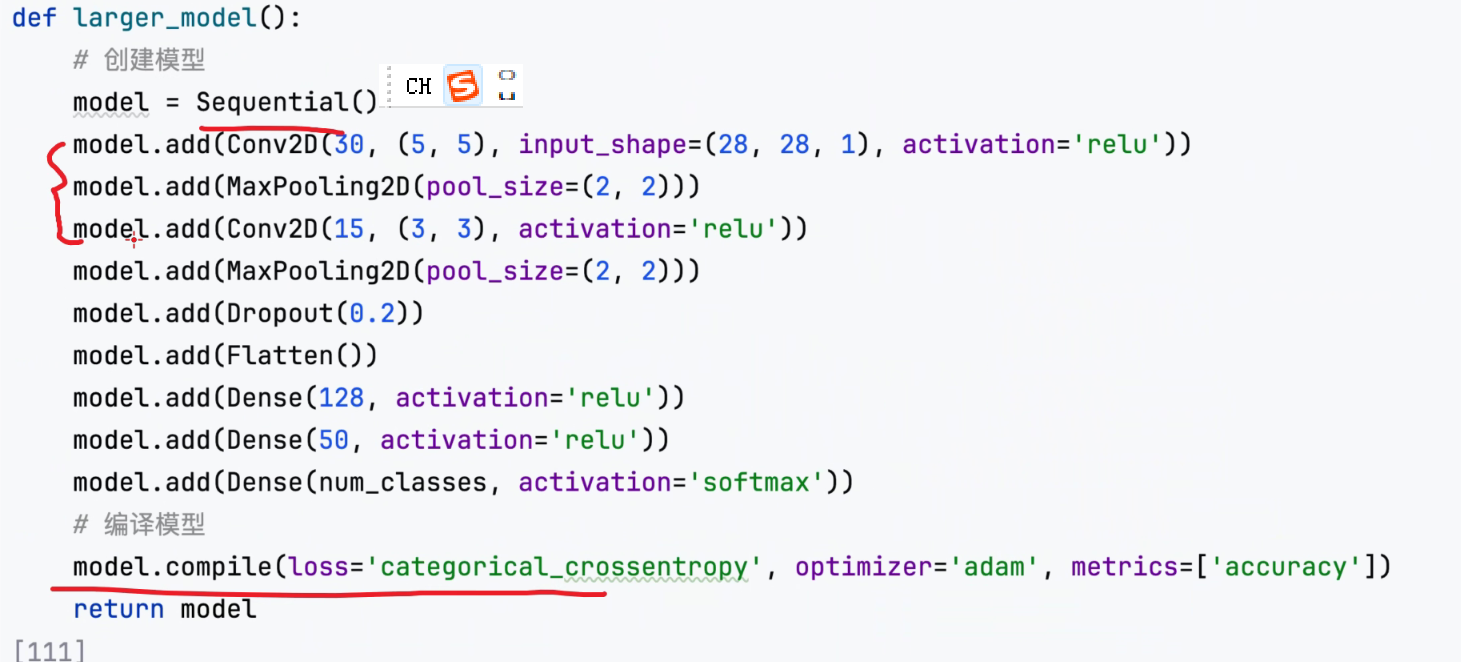 def larger_model():
# 创建模型
model = Sequential()
CH
model.add(Conv2D(30, (5, 5), input_shape=(28, 28, 1), activation='relu'))
model.add(MaxPooling2D(pool_size=(2, 2)))
model.add(Conv2D(15, (3, 3), activation='relu'))
model.add(MaxPooling2D(pool_size=(2, 2)))
model.add(Dropout(0.2))
model.add(Flatten())
model.add(Dense(128, activation='relu'))
model.add(Dense(50, activation='relu'))
model.add(Dense(num_classes, activation='softmax'))
# 编译模型
model.compile(loss='categorical_crossentropy', optimizer='adam', metrics=['accuracy'])
return model
[111]